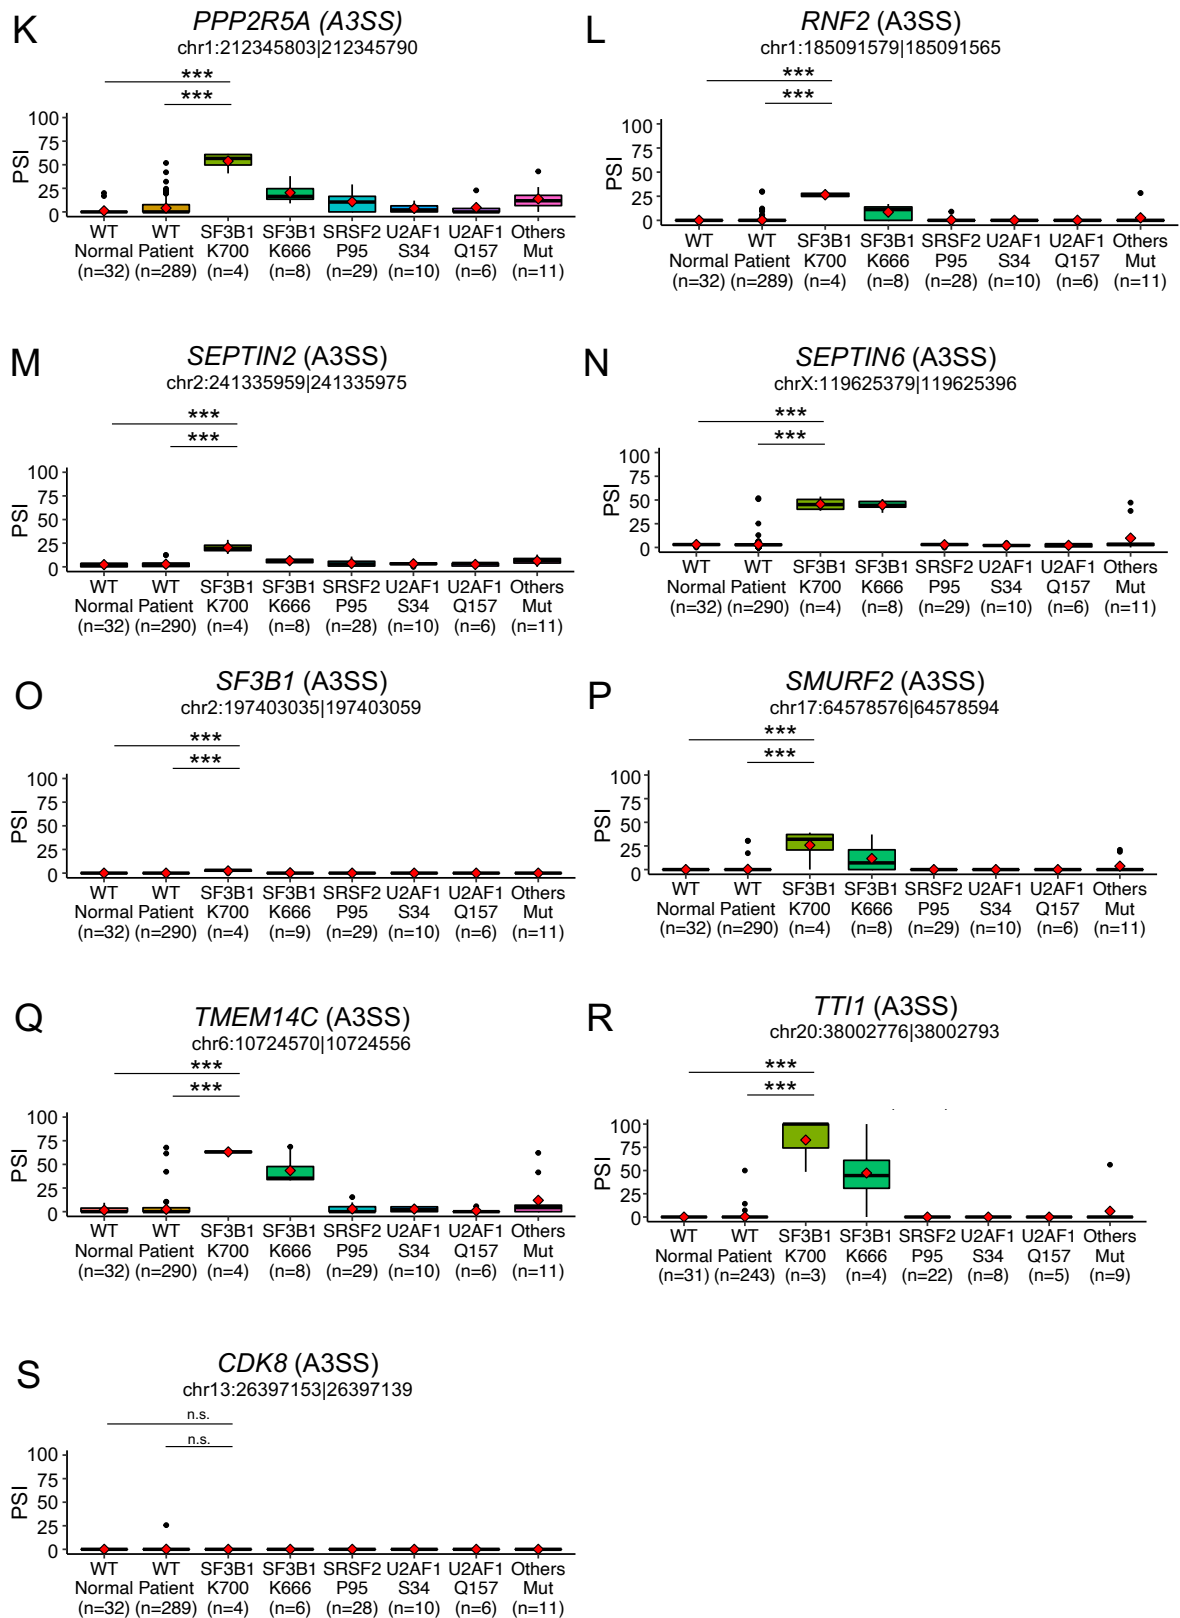 K
PPP2R5A (A3SS)
chr1:212345803|212345790
***
***
100
75
50
25
0
PSI
WT WT SF3B1 SF3B1 SRSF2 U2AF1 U2AF1 Others
Normal Patient K700 K666 P95 S34 Q157 Mut
(n=32) (n=289) (n=4) (n=8) (n=29) (n=10) (n=6) (n=11)
L
RNF2 (A3SS)
chr1:185091579|185091565
***
***
100
75
50
25
0
PSI
WT WT SF3B1 SF3B1 SRSF2 U2AF1 U2AF1 Others
Normal Patient K700 K666 P95 S34 Q157 Mut
(n=32) (n=289) (n=4) (n=8) (n=28) (n=10) (n=6) (n=11)
M
SEPTIN2 (A3SS)
chr2:241335959|241335975
***
***
100
75
50
25
0
PSI
WT WT SF3B1 SF3B1 SRSF2 U2AF1 U2AF1 Others
Normal Patient K700 K666 P95 S34 Q157 Mut
(n=32) (n=290) (n=4) (n=8) (n=28) (n=10) (n=6) (n=11)
N
SEPTIN6 (A3SS)
chrX:119625379|119625396
***
***
100
75
50
25
0
PSI
WT WT SF3B1 SF3B1 SRSF2 U2AF1 U2AF1 Others
Normal Patient K700 K666 P95 S34 Q157 Mut
(n=32) (n=290) (n=4) (n=8) (n=29) (n=10) (n=6) (n=11)
O
SF3B1 (A3SS)
chr2:197403035|197403059
***
***
100
75
50
25
0
PSI
WT WT SF3B1 SF3B1 SRSF2 U2AF1 U2AF1 Others
Normal Patient K700 K666 P95 S34 Q157 Mut
(n=32) (n=290) (n=4) (n=9) (n=29) (n=10) (n=6) (n=11)
P
SMURF2 (A3SS)
chr17:64578576|64578594
***
***
100
75
50
25
0
PSI
WT WT SF3B1 SF3B1 SRSF2 U2AF1 U2AF1 Others
Normal Patient K700 K666 P95 S34 Q157 Mut
(n=32) (n=290) (n=4) (n=8) (n=29) (n=10) (n=6) (n=11)
Q
TMEM14C (A3SS)
chr6:10724570|10724556
***
***
100
75
50
25
0
PSI
WT WT SF3B1 SF3B1 SRSF2 U2AF1 U2AF1 Others
Normal Patient K700 K666 P95 S34 Q157 Mut
(n=32) (n=290) (n=4) (n=8) (n=29) (n=10) (n=6) (n=11)
R
TTI1 (A3SS)
chr20:38002776|38002793
***
***
100
75
50
25
0
PSI
WT WT SF3B1 SF3B1 SRSF2 U2AF1 U2AF1 Others
Normal Patient K700 K666 P95 S34 Q157 Mut
(n=31) (n=243) (n=3) (n=4) (n=22) (n=8) (n=5) (n=9)
S
CDK8 (A3SS)
chr13:26397153|26397139
n.s.
n.s.
100
75
50
25
0
PSI
WT WT SF3B1 SF3B1 SRSF2 U2AF1 U2AF1 Others
Normal Patient K700 K666 P95 S34 Q157 Mut
(n=32) (n=289) (n=4) (n=6) (n=28) (n=10) (n=6) (n=11)